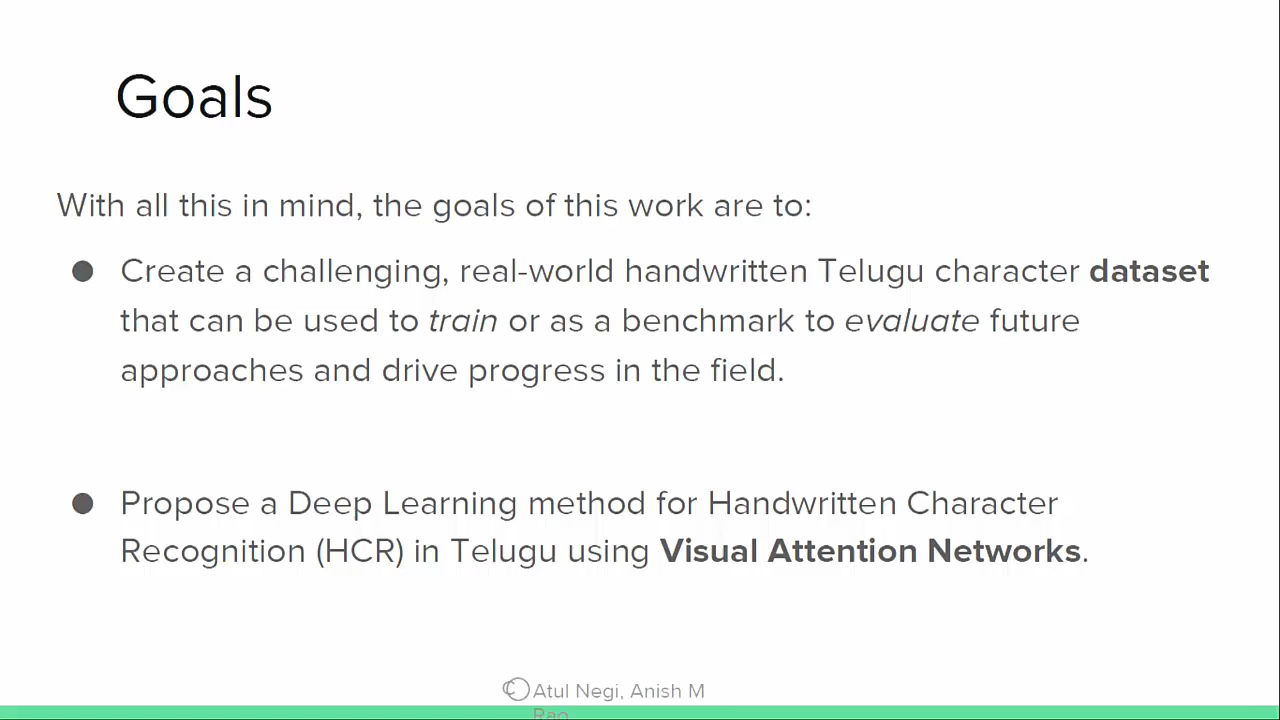 Goals
With all this in mind, the goals of this work are to:
● Create a challenging, real-world handwritten Telugu character dataset
that can be used to train or as a benchmark to evaluate future
approaches and drive progress in the field.
● Propose a Deep Learning method for Handwritten Character
Recognition (HCR) in Telugu using Visual Attention Networks.
© Atul Negi, Anish M
Rao